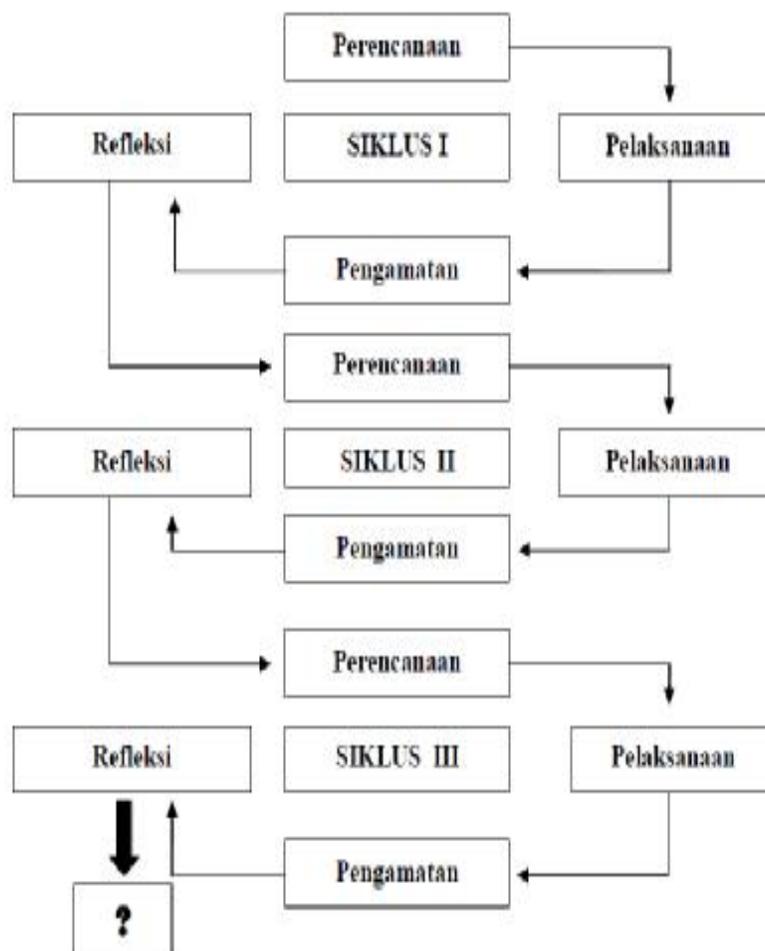 Perencanaan
Refleksi
SIKLUS I
Pelaksanaan
Pengamatan
Perencanaan
Refleksi
SIKLUS II
Pelaksanaan
Pengamatan
Perencanaan
Refleksi
SIKLUS III
Pelaksanaan
Pengamatan
?